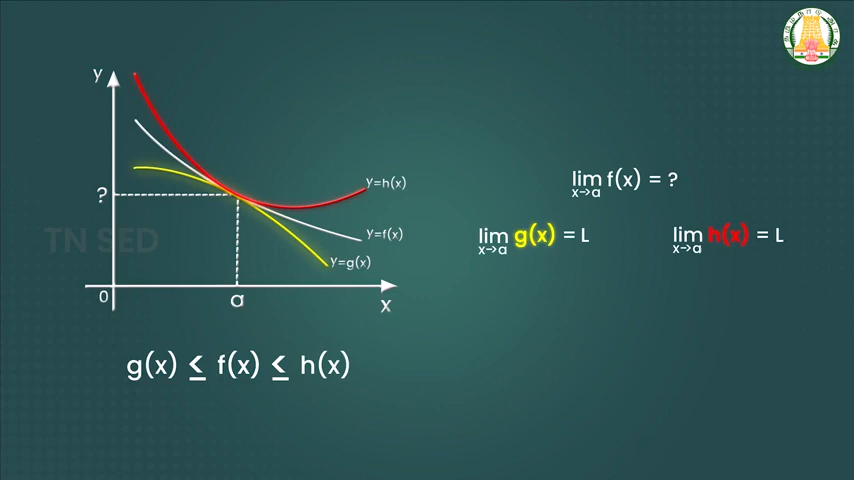 y
y=h(x)
?
y=f(x)
TN SED
y=g(x)
0
a
x
g(x) ≤ f(x) ≤ h(x)
lim f(x) = ?
x→a
lim g(x) = L
x→a
lim h(x) = L
x→a